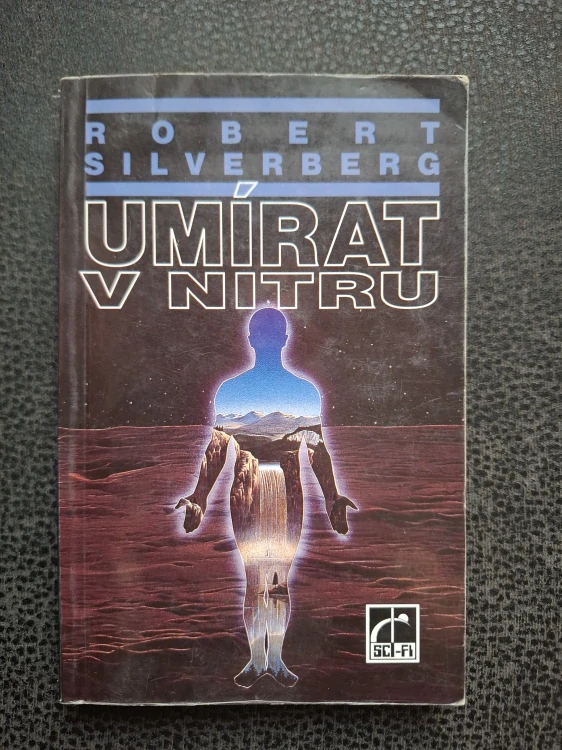 ROBERT
SILVERBERG
UMÍRAT
V NITRU
SCI-FI